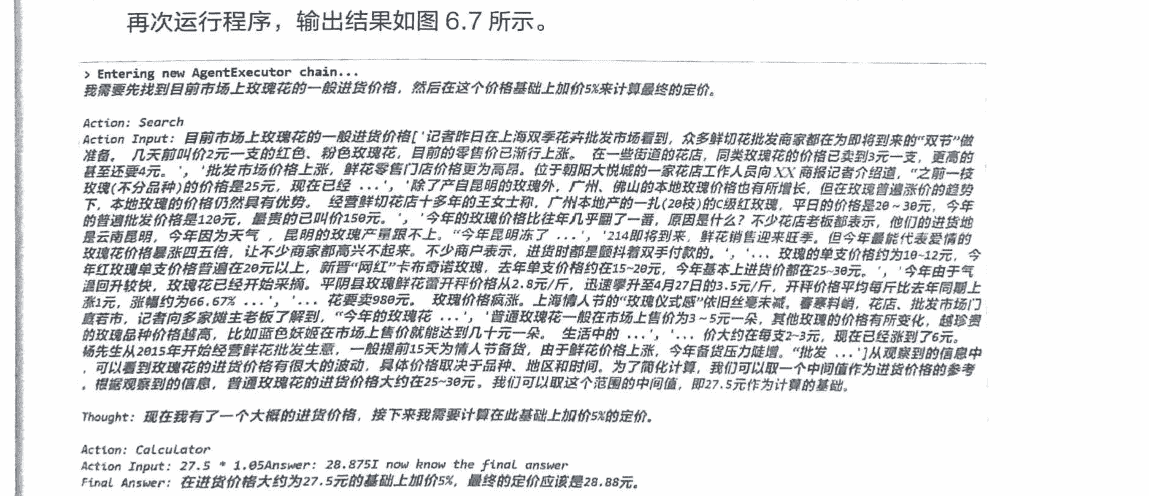 再次运行程序，输出结果如图 6.7 所示。
> Entering new AgentExecutor chain...
我需要先找到目前市场上玫瑰花的一般进货价格，然后在这个价格基础上加价5%来计算最终的定价。
Action: Search
Action Input: 目前市场上玫瑰花的一般进货价格['记者昨日在上海双季花卉批发市场看到，众多鲜切花批发商家都在为即将到来的“双节”做
准备。 几天前叫价2元一支的红色、粉色玫瑰花，目前的零售价已渐行上涨。 在一些街道的花店，同类玫瑰花的价格已卖到3元一支，更高的
甚至还要4元。', '批发市场价格上涨，鲜花零售门店价格更为高昂。位于朝阳大悦城的一家花店工作人员向 XX 商报记者介绍道，“之前一枝
玫瑰(不分品种)的价格是25元，现在已经 ...', '除了产自昆明的玫瑰外，广州、佛山的本地玫瑰价格也有所增长，但在玫瑰普遍涨价的趋势
下，本地玫瑰的价格仍然具有优势。 经营鲜切花店十多年的王女士称，广州本地产的一扎(20枝)的C级红玫瑰，平日的价格是20～30元，今年
的普遍批发价格是120元，最贵的已叫价150元。', '今年的玫瑰价格比往年几乎翻了一番，原因是什么？不少花店老板都表示，他们的进货地
是云南昆明，今年因为天气 ，昆明的玫瑰产量跟不上。“今年昆明冻了 ...', '214即将到来，鲜花销售迎来旺季。但今年最能代表爱情的
玫瑰花价格暴涨四五倍，让不少商家都高兴不起来。不少商户表示，进货时都是颤抖着双手付款的。', '... 玫瑰的单支价格约为10~12元，今
年红玫瑰单支价格普遍在20元以上，新晋“网红”卡布奇诺玫瑰，去年单支价格约在15~20元，今年基本上进货价都在25~30元。', '今年由于气
温回升较快，玫瑰花已经开始采摘。平阴县玫瑰鲜花蕾开秤价格从2.8元/斤，迅速攀升至4月27日的3.5元/斤，开秤价格平均每斤比去年同期上
涨1元，涨幅约为66.67% ...', '... 花要卖980元。 玫瑰价格疯涨。上海情人节的“玫瑰仪式感”依旧丝毫未减。春寒料峭，花店、批发市场门
庭若市，记者向多家摊主老板了解到，“今年的玫瑰花 ...', '普通玫瑰花一般在市场上售价为3～5元一朵，其他玫瑰的价格有所变化，越珍贵
的玫瑰品种价格越高，比如蓝色妖姬在市场上售价就能达到几十元一朵。 生活中的 ...', '... 价大约在每支2~3元，现在已经涨到了6元。
杨先生从2015年开始经营鲜花批发生意，一般提前15天为情人节备货，由于鲜花价格上涨，今年备货压力陡增。“批发 ...']从观察到的信息中
，可以看到玫瑰花的进货价格有很大的波动，具体价格取决于品种、地区和时间。为了简化计算，我们可以取一个中间值作为进货价格的参考
。根据观察到的信息，普通玫瑰花的进货价格大约在25~30元。我们可以取这个范围的中间值，即27.5元作为计算的基础。
Thought: 现在我有了一个大概的进货价格，接下来我需要计算在此基础上加价5%的定价。
Action: Calculator
Action Input: 27.5 * 1.05Answer: 28.875I now know the final answer
Final Answer: 在进货价格大约为27.5元的基础上加价5%，最终的定价应该是28.88元。